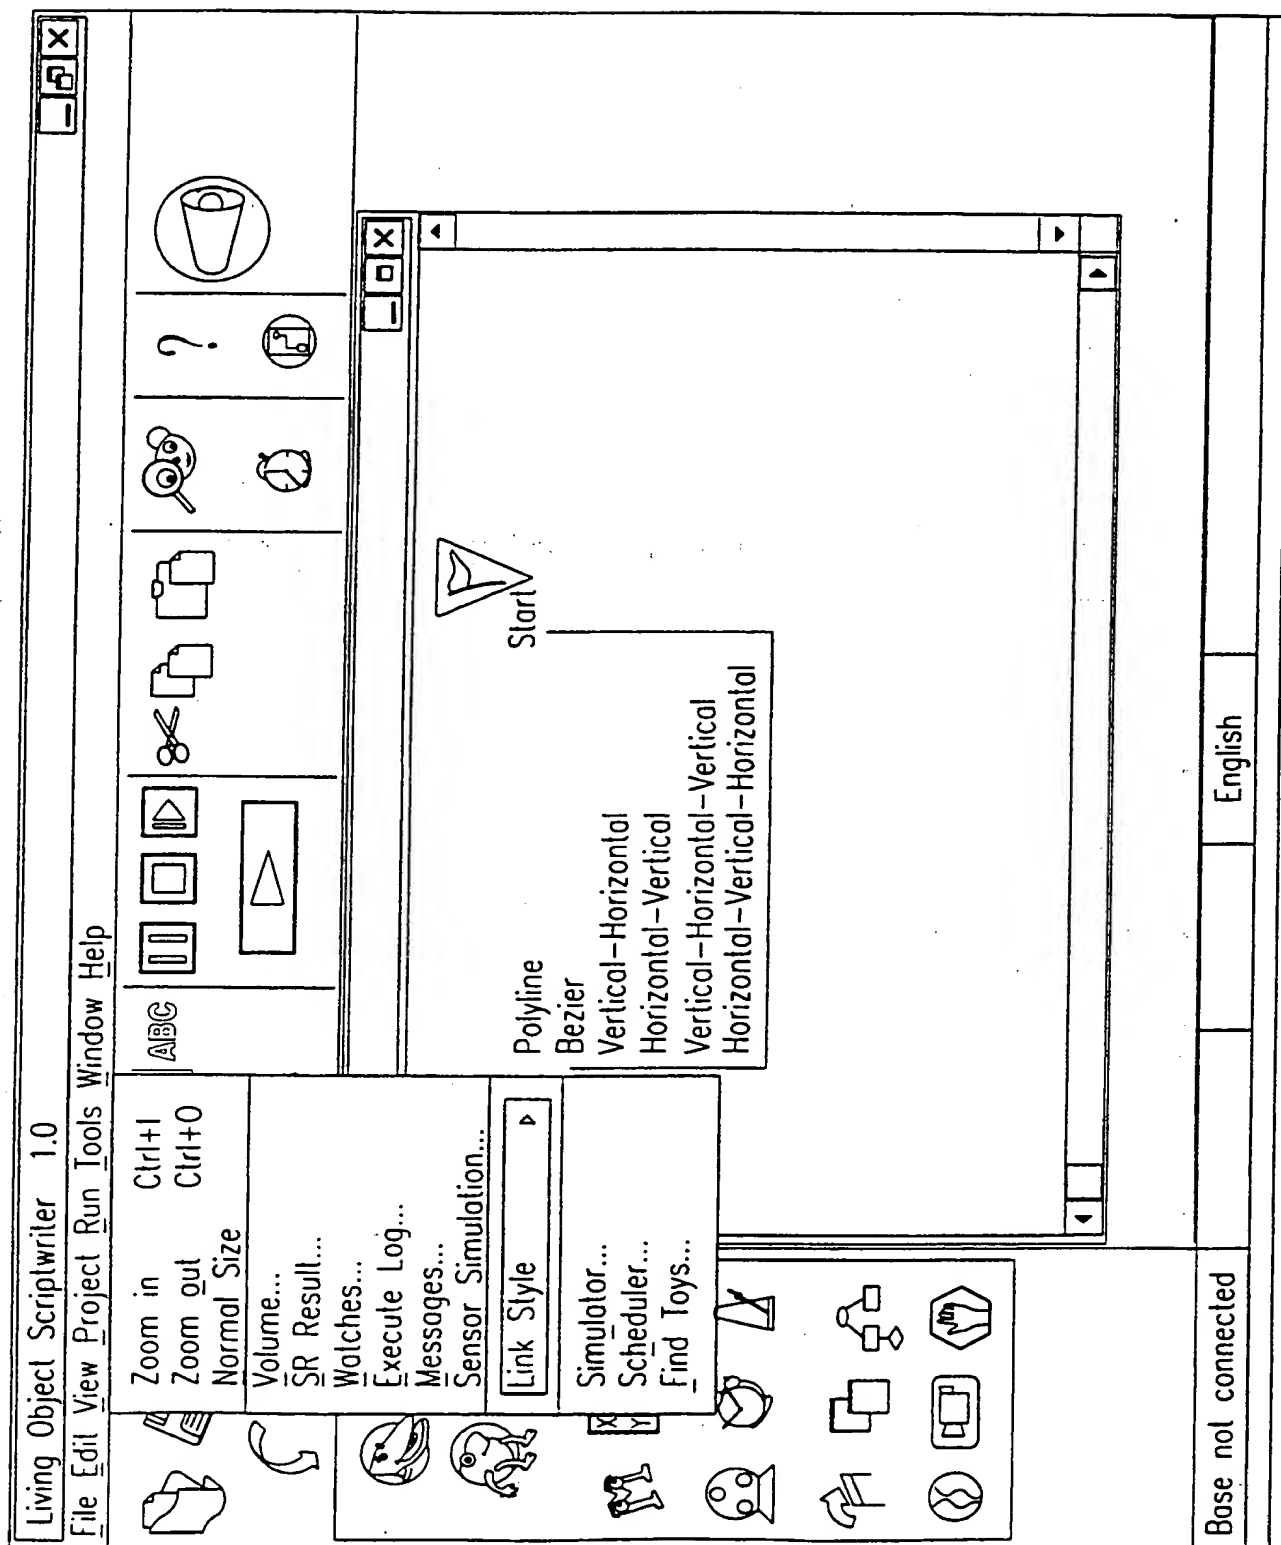 Living Object Scriptwriter 1.0
File Edit View Project Run Tools Window Help
Zoom in Ctrl+I
Zoom out Ctrl+O
Normal Size
Volume...
SR Result...
Watches...
Execute Log...
Messages...
Sensor Simulation...
Link Style
Simulator...
Scheduler...
Find Toys...
ABC
?
Start
Polyline
Bezier
Vertical-Horizontal
Horizontal-Vertical
Vertical-Horizontal-Vertical
Horizontal-Vertical-Horizontal
X
Y
Base not connected
English